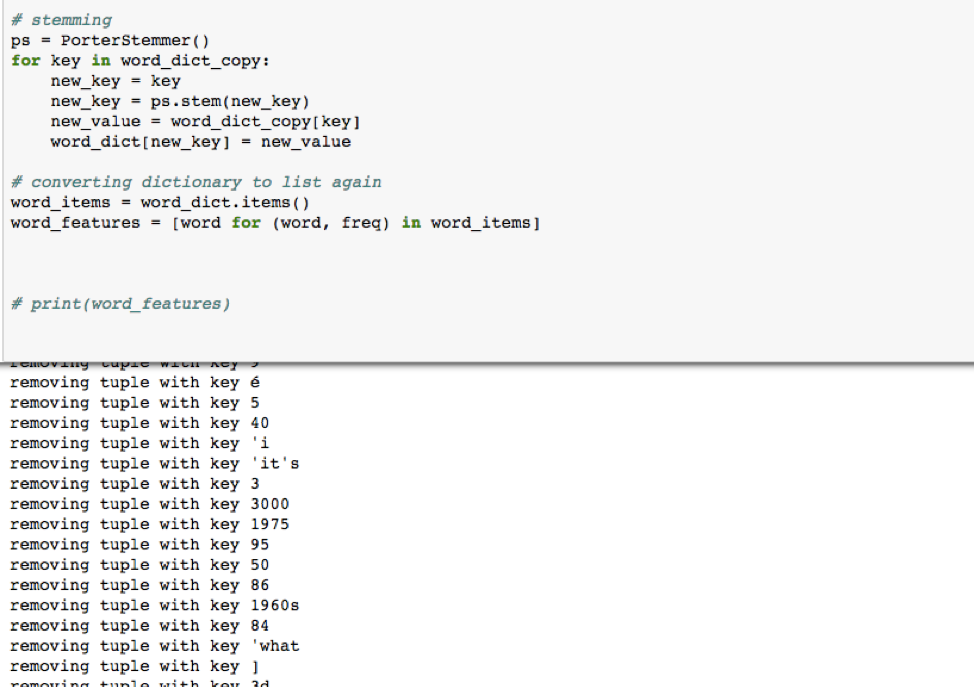 # stemming
ps = PorterStemmer()
for key in word_dict_copy:
    new_key = key
    new_key = ps.stem(new_key)
    new_value = word_dict_copy[key]
    word_dict[new_key] = new_value
# converting dictionary to list again
word_items = word_dict.items()
word_features = [word for (word, freq) in word_items]
# print(word_features)
removing tuple with key
removing tuple with key é
removing tuple with key 5
removing tuple with key 40
removing tuple with key 'i
removing tuple with key 'it's
removing tuple with key 3
removing tuple with key 3000
removing tuple with key 1975
removing tuple with key 95
removing tuple with key 50
removing tuple with key 86
removing tuple with key 1960s
removing tuple with key 84
removing tuple with key 'what
removing tuple with key ]
removing tuple with key 3d